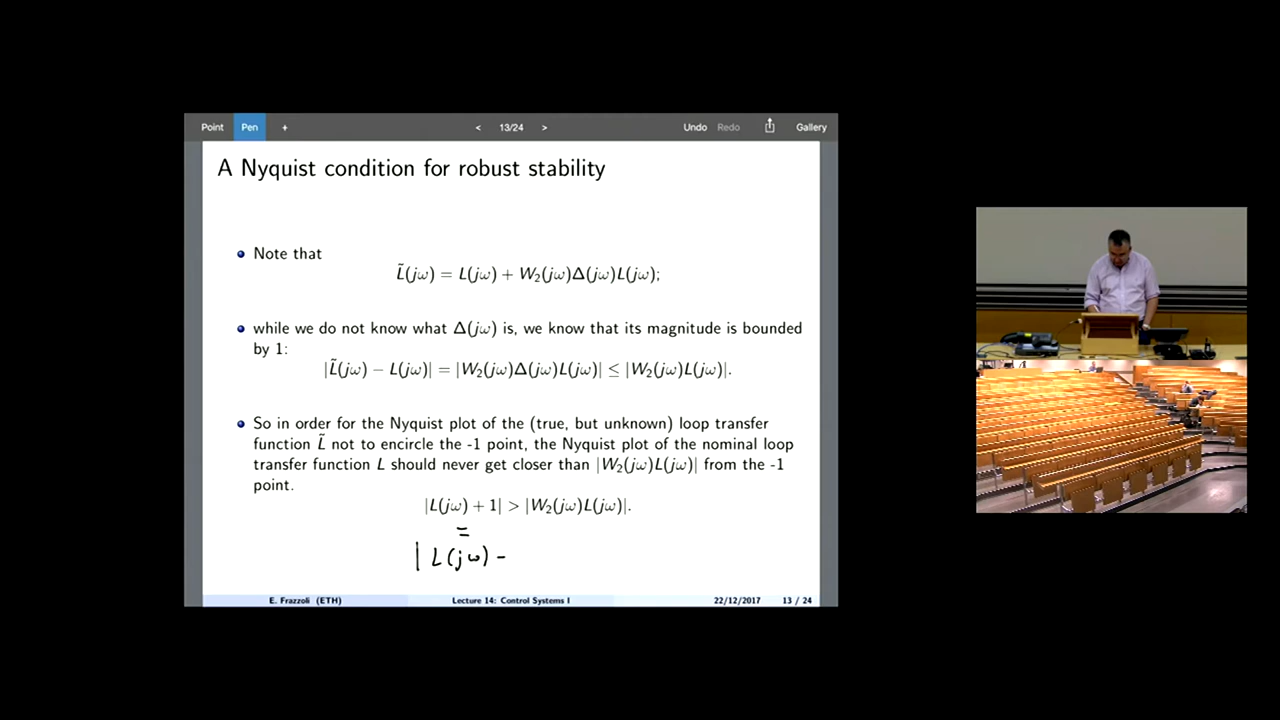 Point Pen + < 13/24 > Undo Redo Gallery
A Nyquist condition for robust stability
Note that
L̃(jω) = L(jω) + W₂(jω)Δ(jω)L(jω);
while we do not know what Δ(jω) is, we know that its magnitude is bounded
by 1:
|L̃(jω) − L(jω)| = |W₂(jω)Δ(jω)L(jω)| ≤ |W₂(jω)L(jω)|.
So in order for the Nyquist plot of the (true, but unknown) loop transfer
function L̃ not to encircle the -1 point, the Nyquist plot of the nominal loop
transfer function L should never get closer than |W₂(jω)L(jω)| from the -1
point.
|L(jω) + 1| > |W₂(jω)L(jω)|.
=
| L(jω) -
E. Frazzoli (ETH) Lecture 14: Control Systems I 22/12/2017 13 / 24